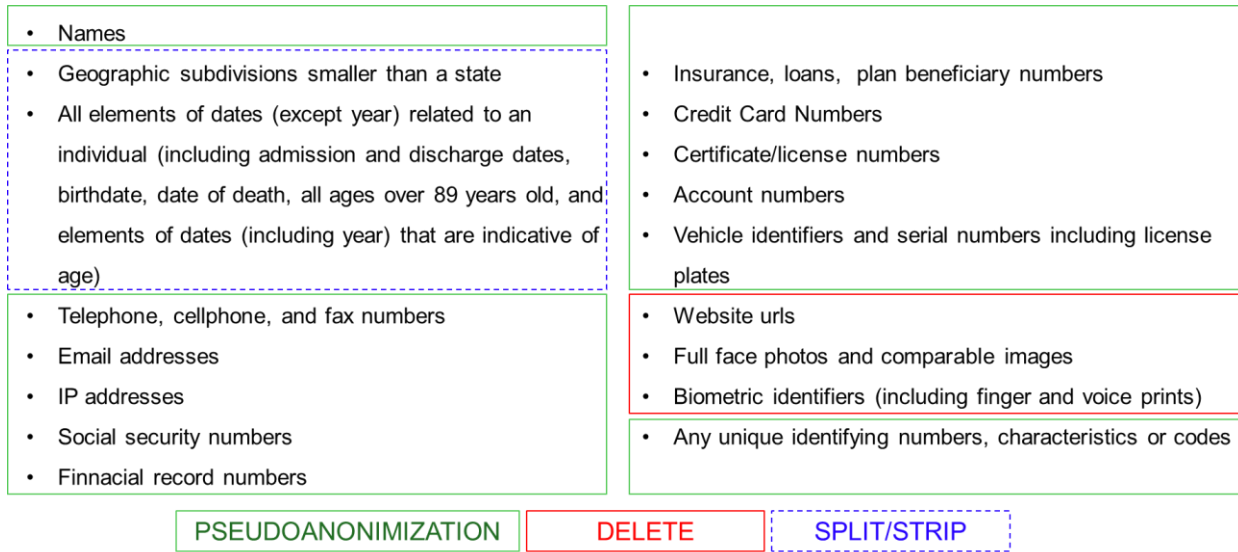 • Names
• Geographic subdivisions smaller than a state
• All elements of dates (except year) related to an
individual (including admission and discharge dates,
birthdate, date of death, all ages over 89 years old, and
elements of dates (including year) that are indicative of
age)
• Telephone, cellphone, and fax numbers
• Email addresses
• IP addresses
• Social security numbers
• Finnacial record numbers
• Insurance, loans, plan beneficiary numbers
• Credit Card Numbers
• Certificate/license numbers
• Account numbers
• Vehicle identifiers and serial numbers including license
plates
• Website urls
• Full face photos and comparable images
• Biometric identifiers (including finger and voice prints)
• Any unique identifying numbers, characteristics or codes
PSEUDOANONIMIZATION
DELETE
SPLIT/STRIP